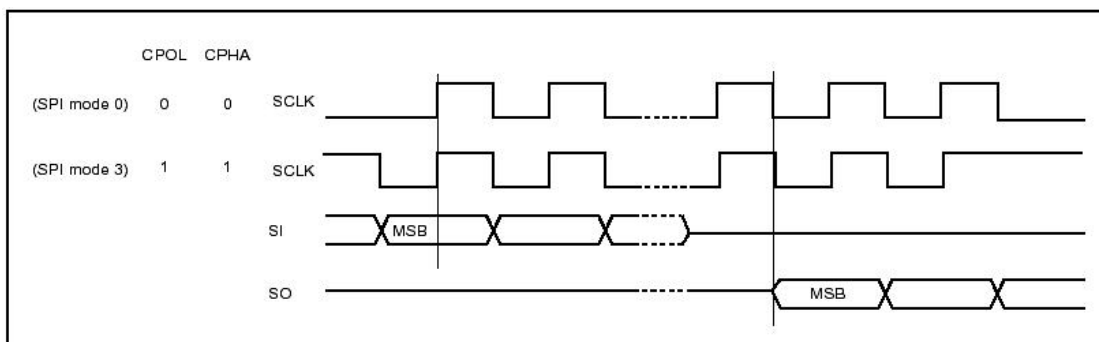 CPOL CPHA
(SPI mode 0) 0 0 SCLK
(SPI mode 3) 1 1 SCLK
SI MSB
SO MSB